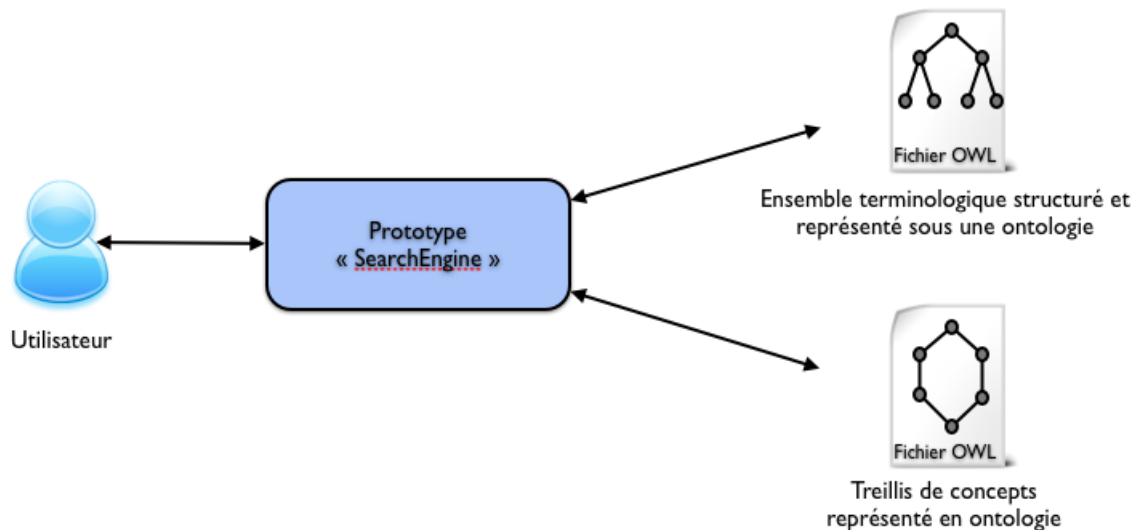 Fichier OWL
Ensemble terminologique structuré et
représenté sous une ontologie
Prototype
« SearchEngine »
Utilisateur
Fichier OWL
Treillis de concepts
représenté en ontologie